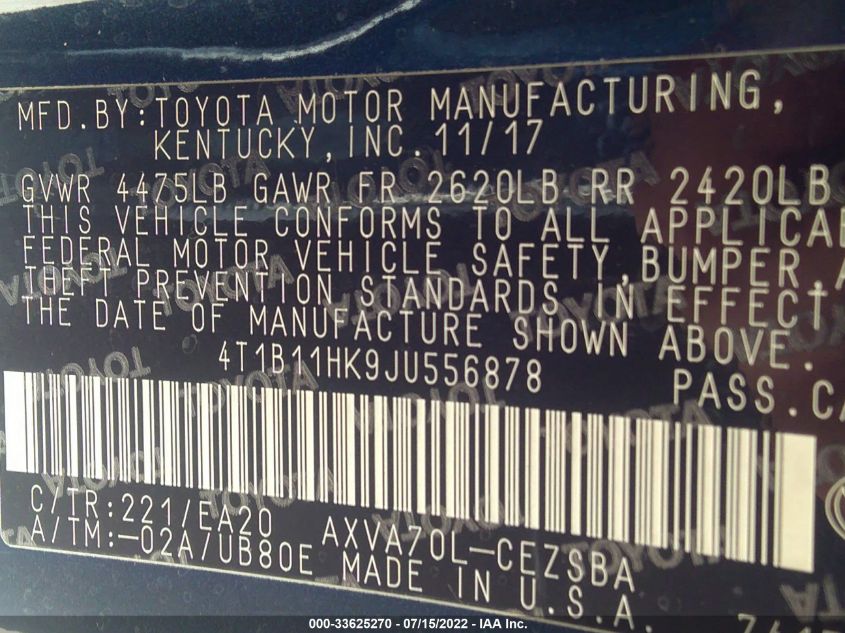 MFD.BY:TOYOTA MOTOR MANUFACTURING,
KENTUCKY,INC. 11/17
GVWR 4475LB GAWR FR 2620LB RR 2420LB
THIS VEHICLE CONFORMS TO ALL APPLICAB
FEDERAL MOTOR VEHICLE SAFETY,BUMPER,A
THEFT PREVENTION STANDARDS IN EFFECT
THE DATE OF MANUFACTURE SHOWN ABOVE.
4T1B11HK9JU556878
PASS.CA
C/TR:221/EA20 AXVA70L-CEZSBA
A/TM:-02A/UB80E MADE IN U.S.A.
000-33625270 - 07/15/2022 - IAA Inc.